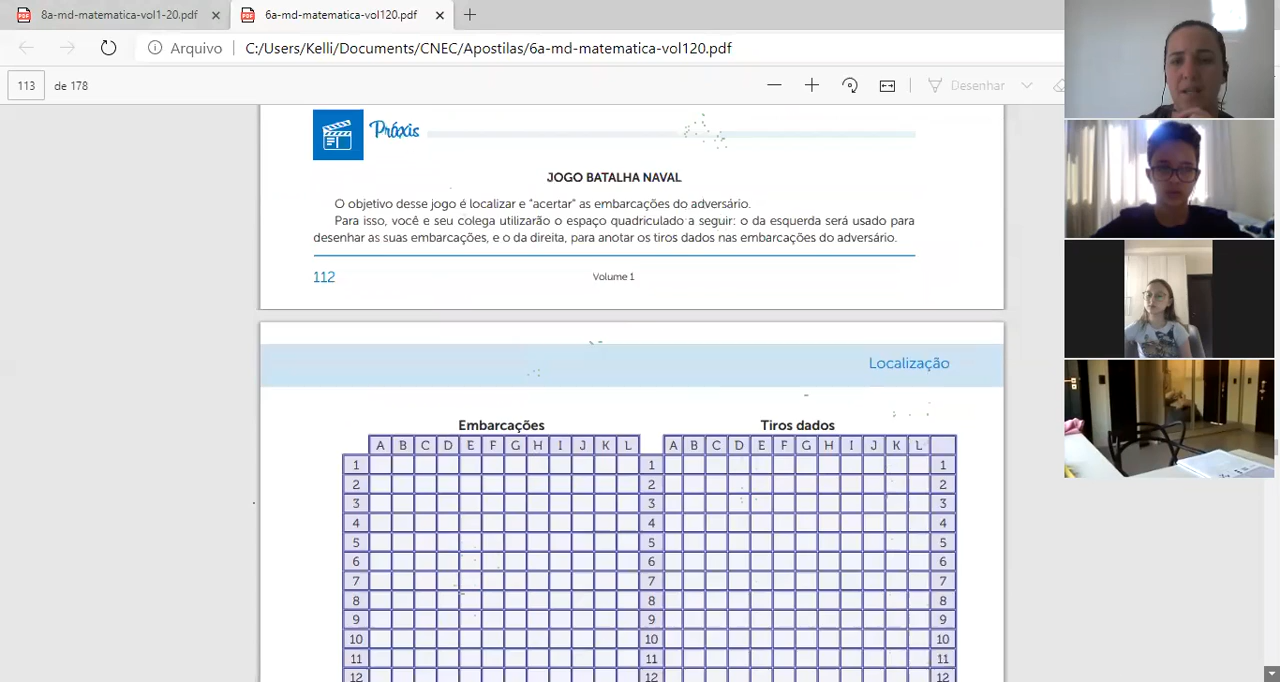 8a-md-matematica-vol1-20.pdf
6a-md-matematica-vol120.pdf
Arquivo
C:/Users/Kelli/Documents/CNEC/Apostilas/6a-md-matematica-vol120.pdf
113 de 178
Desenhar
Práxis
JOGO BATALHA NAVAL
O objetivo desse jogo é localizar e "acertar" as embarcações do adversário.
Para isso, você e seu colega utilizarão o espaço quadriculado a seguir: o da esquerda será usado para
desenhar as suas embarcações, e o da direita, para anotar os tiros dados nas embarcações do adversário.
112
Volume 1
Localização
Embarcações
Tiros dados
A B C D E F G H I J K L
A B C D E F G H I J K L
1 1 1
2 2 2
3 3 3
4 4 4
5 5 5
6 6 6
7 7 7
8 8 8
9 9 9
10 10 10
11 11 11
12 12 12